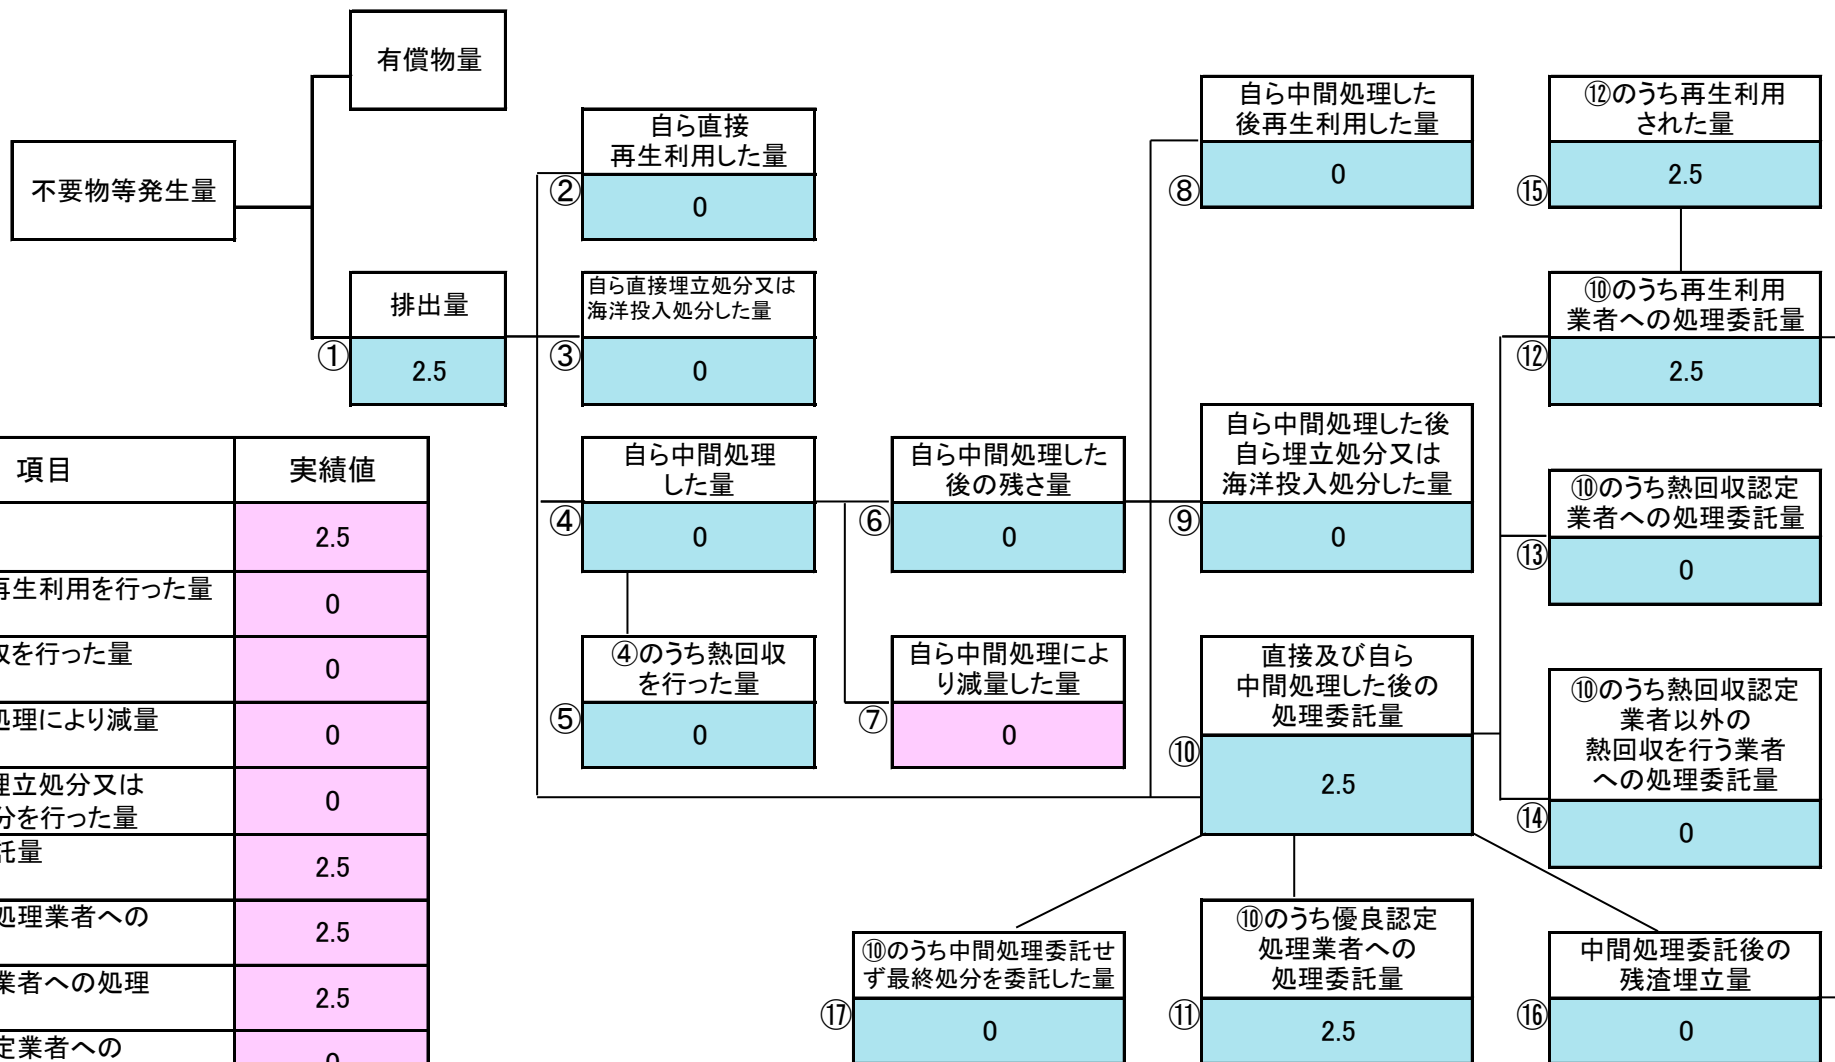 有償物量
不要物等発生量
排出量
①
2.5
自ら直接
再生利用した量
②
0
自ら直接埋立処分又は
海洋投入処分した量
③
0
自ら中間処理
した量
④
0
④のうち熱回収
を行った量
⑤
0
自ら中間処理した
後の残さ量
⑥
0
自ら中間処理によ
り減量した量
⑦
0
自ら中間処理した
後再生利用した量
⑧
0
自ら中間処理した後
自ら埋立処分又は
海洋投入処分した量
⑨
0
直接及び自ら
中間処理した後の
処理委託量
⑩
2.5
⑩のうち優良認定
処理業者への
処理委託量
⑪
2.5
⑩のうち再生利用
業者への処理委託量
⑫
2.5
⑩のうち熱回収認定
業者への処理委託量
⑬
0
⑩のうち熱回収認定
業者以外の
熱回収を行う業者
への処理委託量
⑭
0
⑫のうち再生利用
された量
⑮
2.5
中間処理委託後の
残渣埋立量
⑯
0
⑩のうち中間処理委託せ
ず最終処分を委託した量
⑰
0
項目 実績値
2.5
再生利用を行った量
0
を行った量
0
処理により減量
0
埋立処分又は
分を行った量
0
託量
2.5
処理業者への
2.5
業者への処理
2.5
定業者への
0